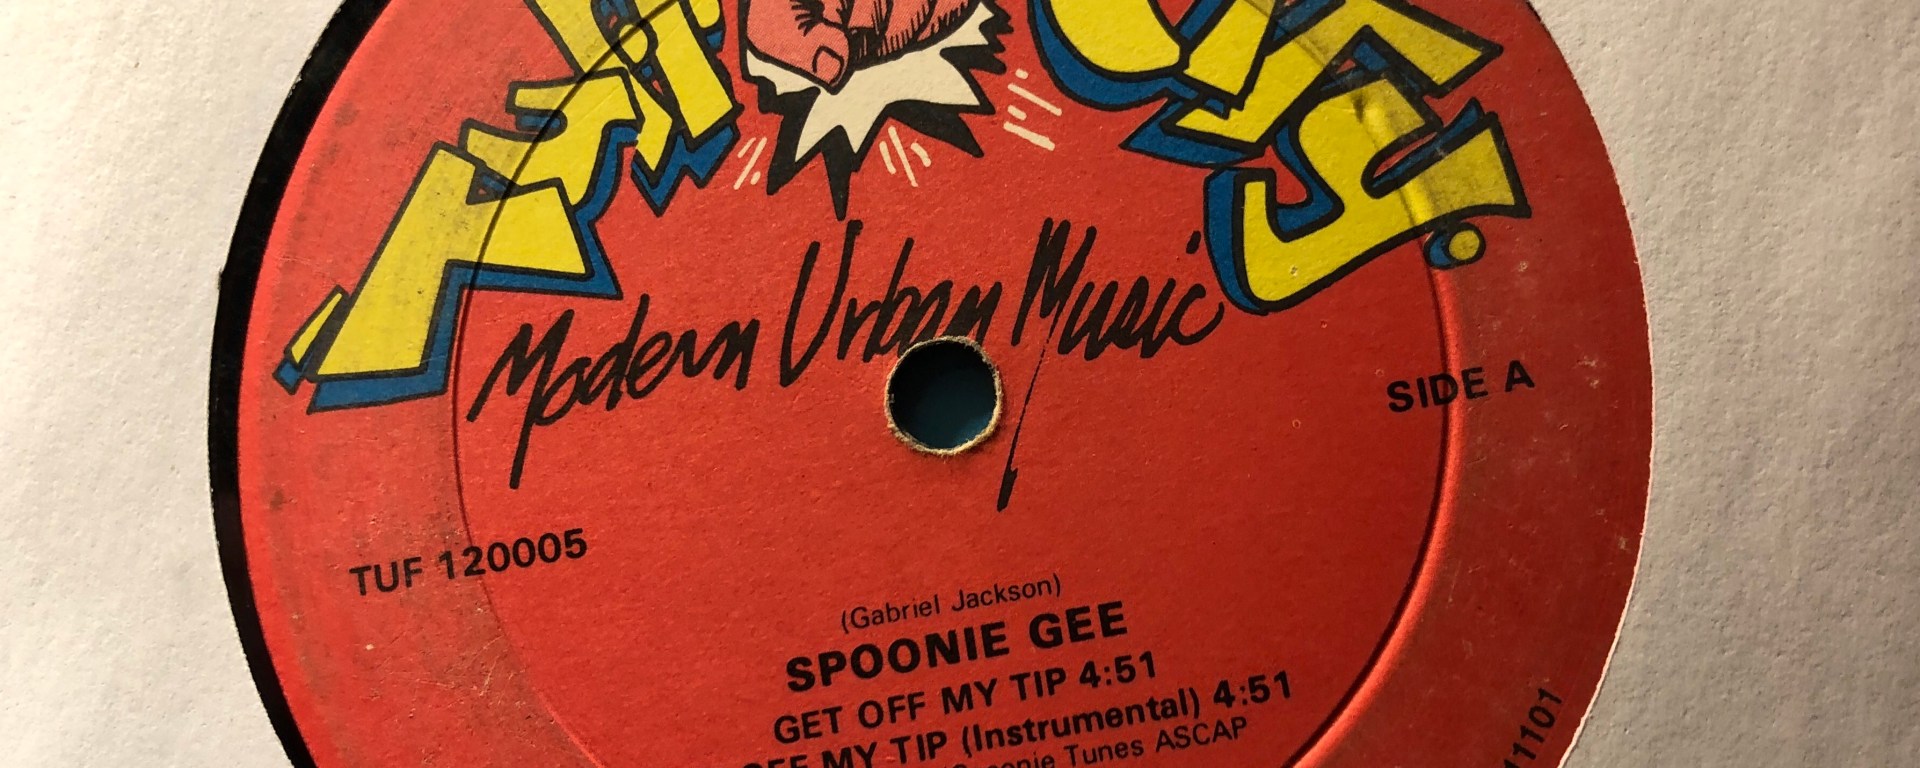 Modern Urban Music
SIDE A
TUF 120005
(Gabriel Jackson)
SPOONIE GEE
GET OFF MY TIP 4:51
MY TIP (Instrumental) 4:51
Tunes ASCAP
1101